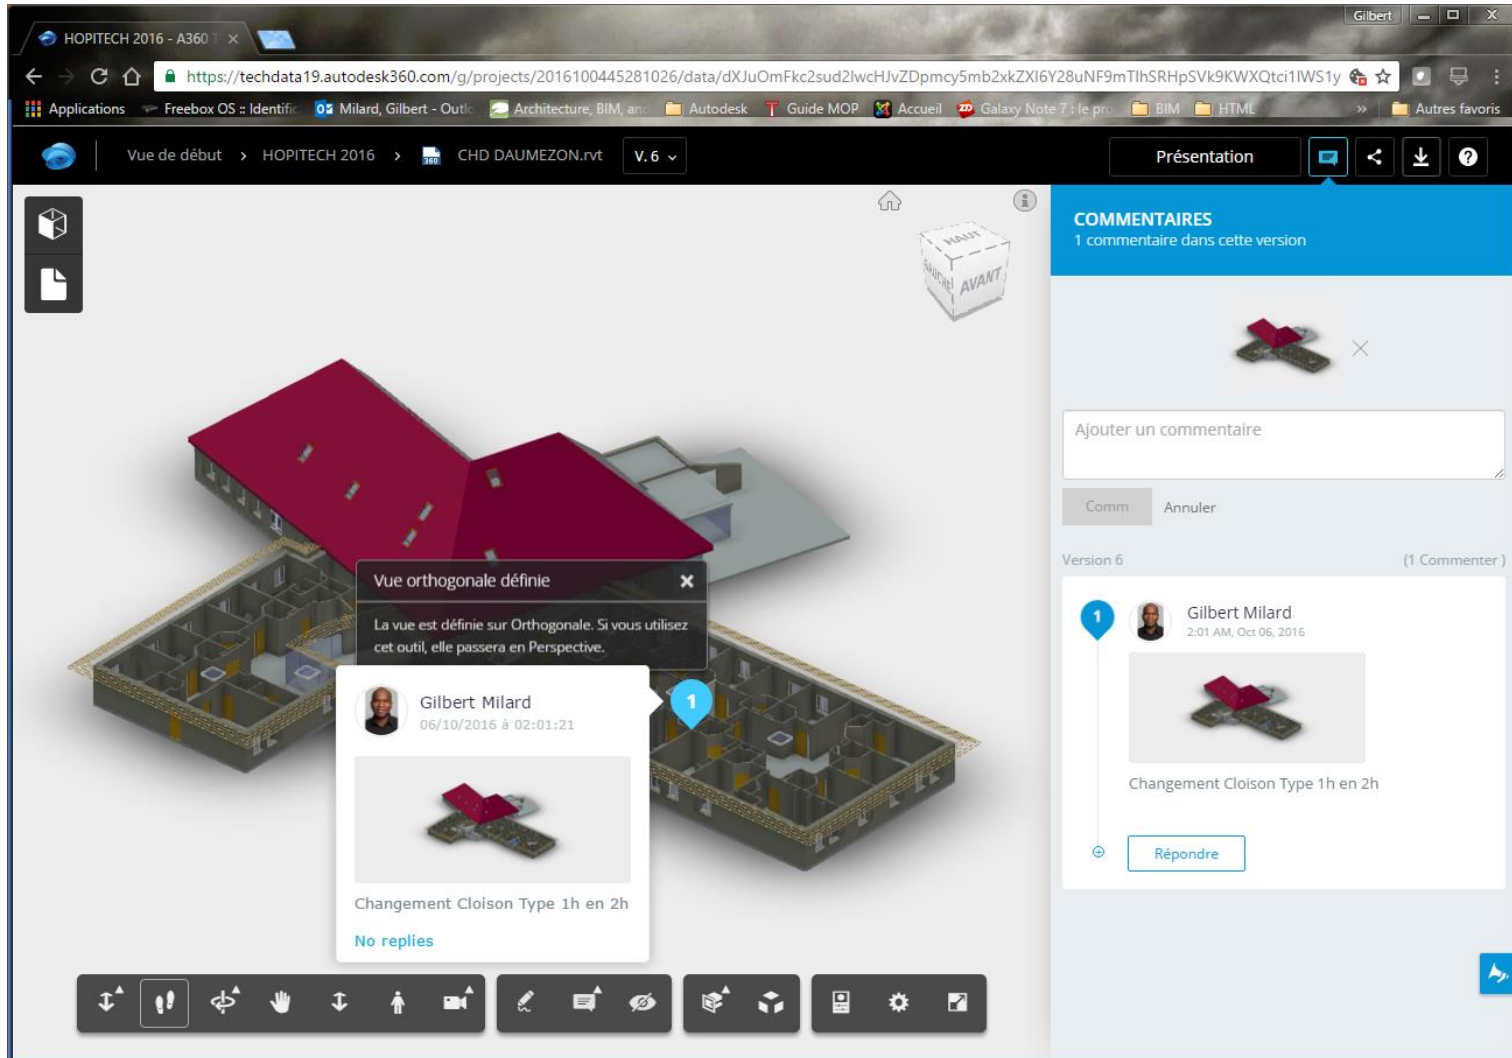 Gilbert
HOPITECH 2016 - A360
https://techdata19.autodesk360.com/g/projects/2016100445281026/data/dXJuOmFkc2sud2lwcHJvZDpmcy5mb2xkZXI6Y28uNF9mTlhSRHpSVk9KWXQtci1IWS1y
Applications Freebox OS :: Identific Milard, Gilbert - Outlo Architecture, BIM, an Autodesk Guide MOP Accueil Galaxy Note 7 : le pro BIM HTML » Autres favoris
Vue de début > HOPITECH 2016 > CHD DAUMEZON.rvt V. 6 Présentation
360
HAUT
GAUCHE AVANT
COMMENTAIRES
1 commentaire dans cette version
Ajouter un commentaire
Comm Annuler
Version 6 (1 Commenter )
1
Gilbert Milard
2:01 AM, Oct 06, 2016
Changement Cloison Type 1h en 2h
Répondre
Vue orthogonale définie
La vue est définie sur Orthogonale. Si vous utilisez
cet outil, elle passera en Perspective.
Gilbert Milard
06/10/2016 à 02:01:21
1
Changement Cloison Type 1h en 2h
No replies